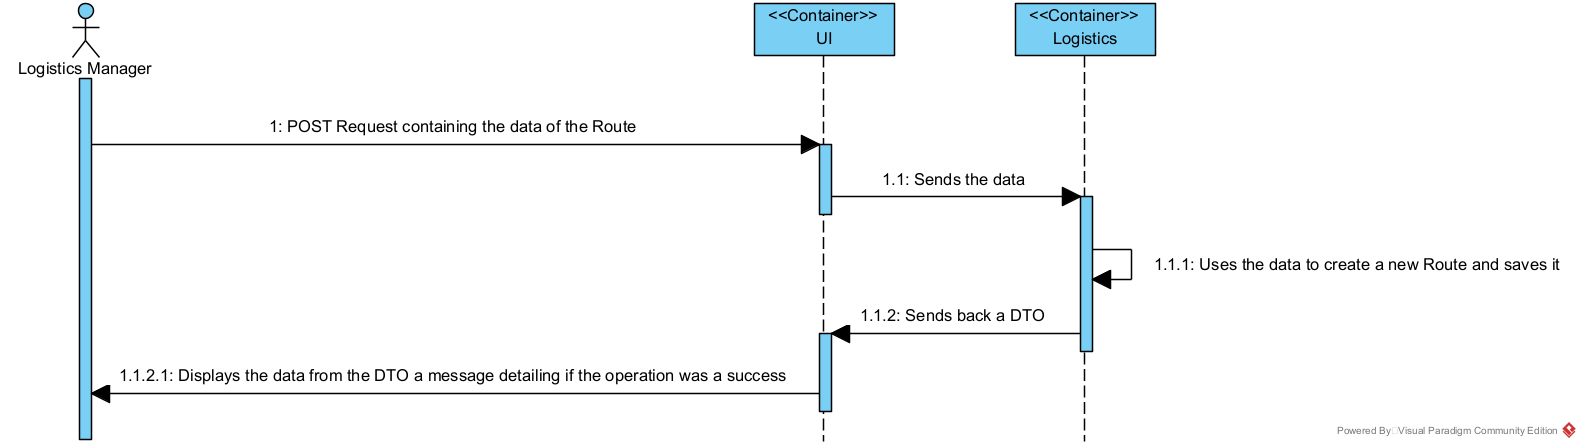 <<Container>>
UI
<<Container>>
Logistics
Logistics Manager
1: POST Request containing the data of the Route
1.1: Sends the data
1.1.1: Uses the data to create a new Route and saves it
1.1.2: Sends back a DTO
1.1.2.1: Displays the data from the DTO a message detailing if the operation was a success
Powered By Visual Paradigm Community Edition